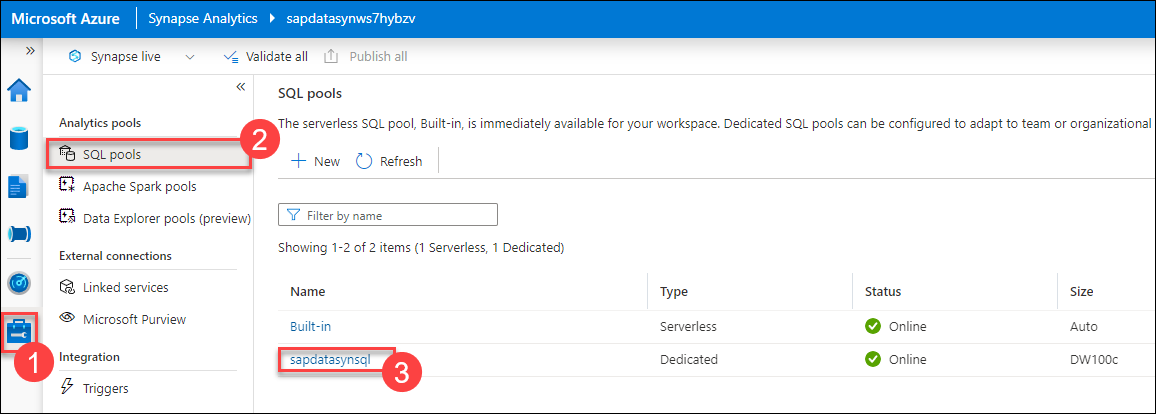 Microsoft Azure Synapse Analytics sapdatasynws7hybzv
» Synapse live Validate all Publish all
«
Analytics pools
SQL pools 2
Apache Spark pools
Data Explorer pools (preview)
External connections
Linked services
Microsoft Purview
1
Integration
Triggers
SQL pools
The serverless SQL pool, Built-in, is immediately available for your workspace. Dedicated SQL pools can be configured to adapt to team or organizational
New Refresh
Filter by name
Showing 1-2 of 2 items (1 Serverless, 1 Dedicated)
Name Type Status Size
Built-in Serverless Online Auto
sapdatasynsql 3 Dedicated Online DW100c